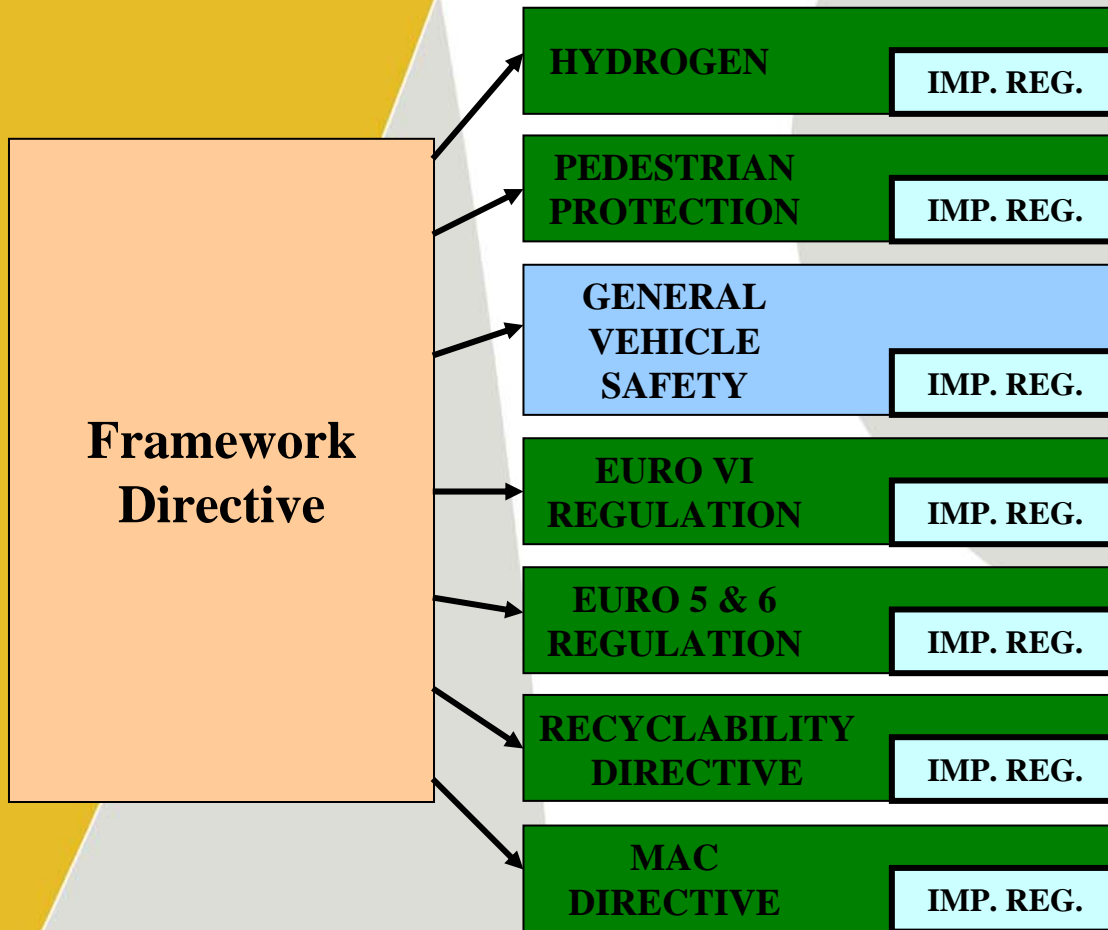 HYDROGEN
IMP. REG.
PEDESTRIAN
PROTECTION
IMP. REG.
GENERAL
VEHICLE
SAFETY
IMP. REG.
Framework
Directive
EURO VI
REGULATION
IMP. REG.
EURO 5 & 6
REGULATION
IMP. REG.
RECYCLABILITY
DIRECTIVE
IMP. REG.
MAC
DIRECTIVE
IMP. REG.